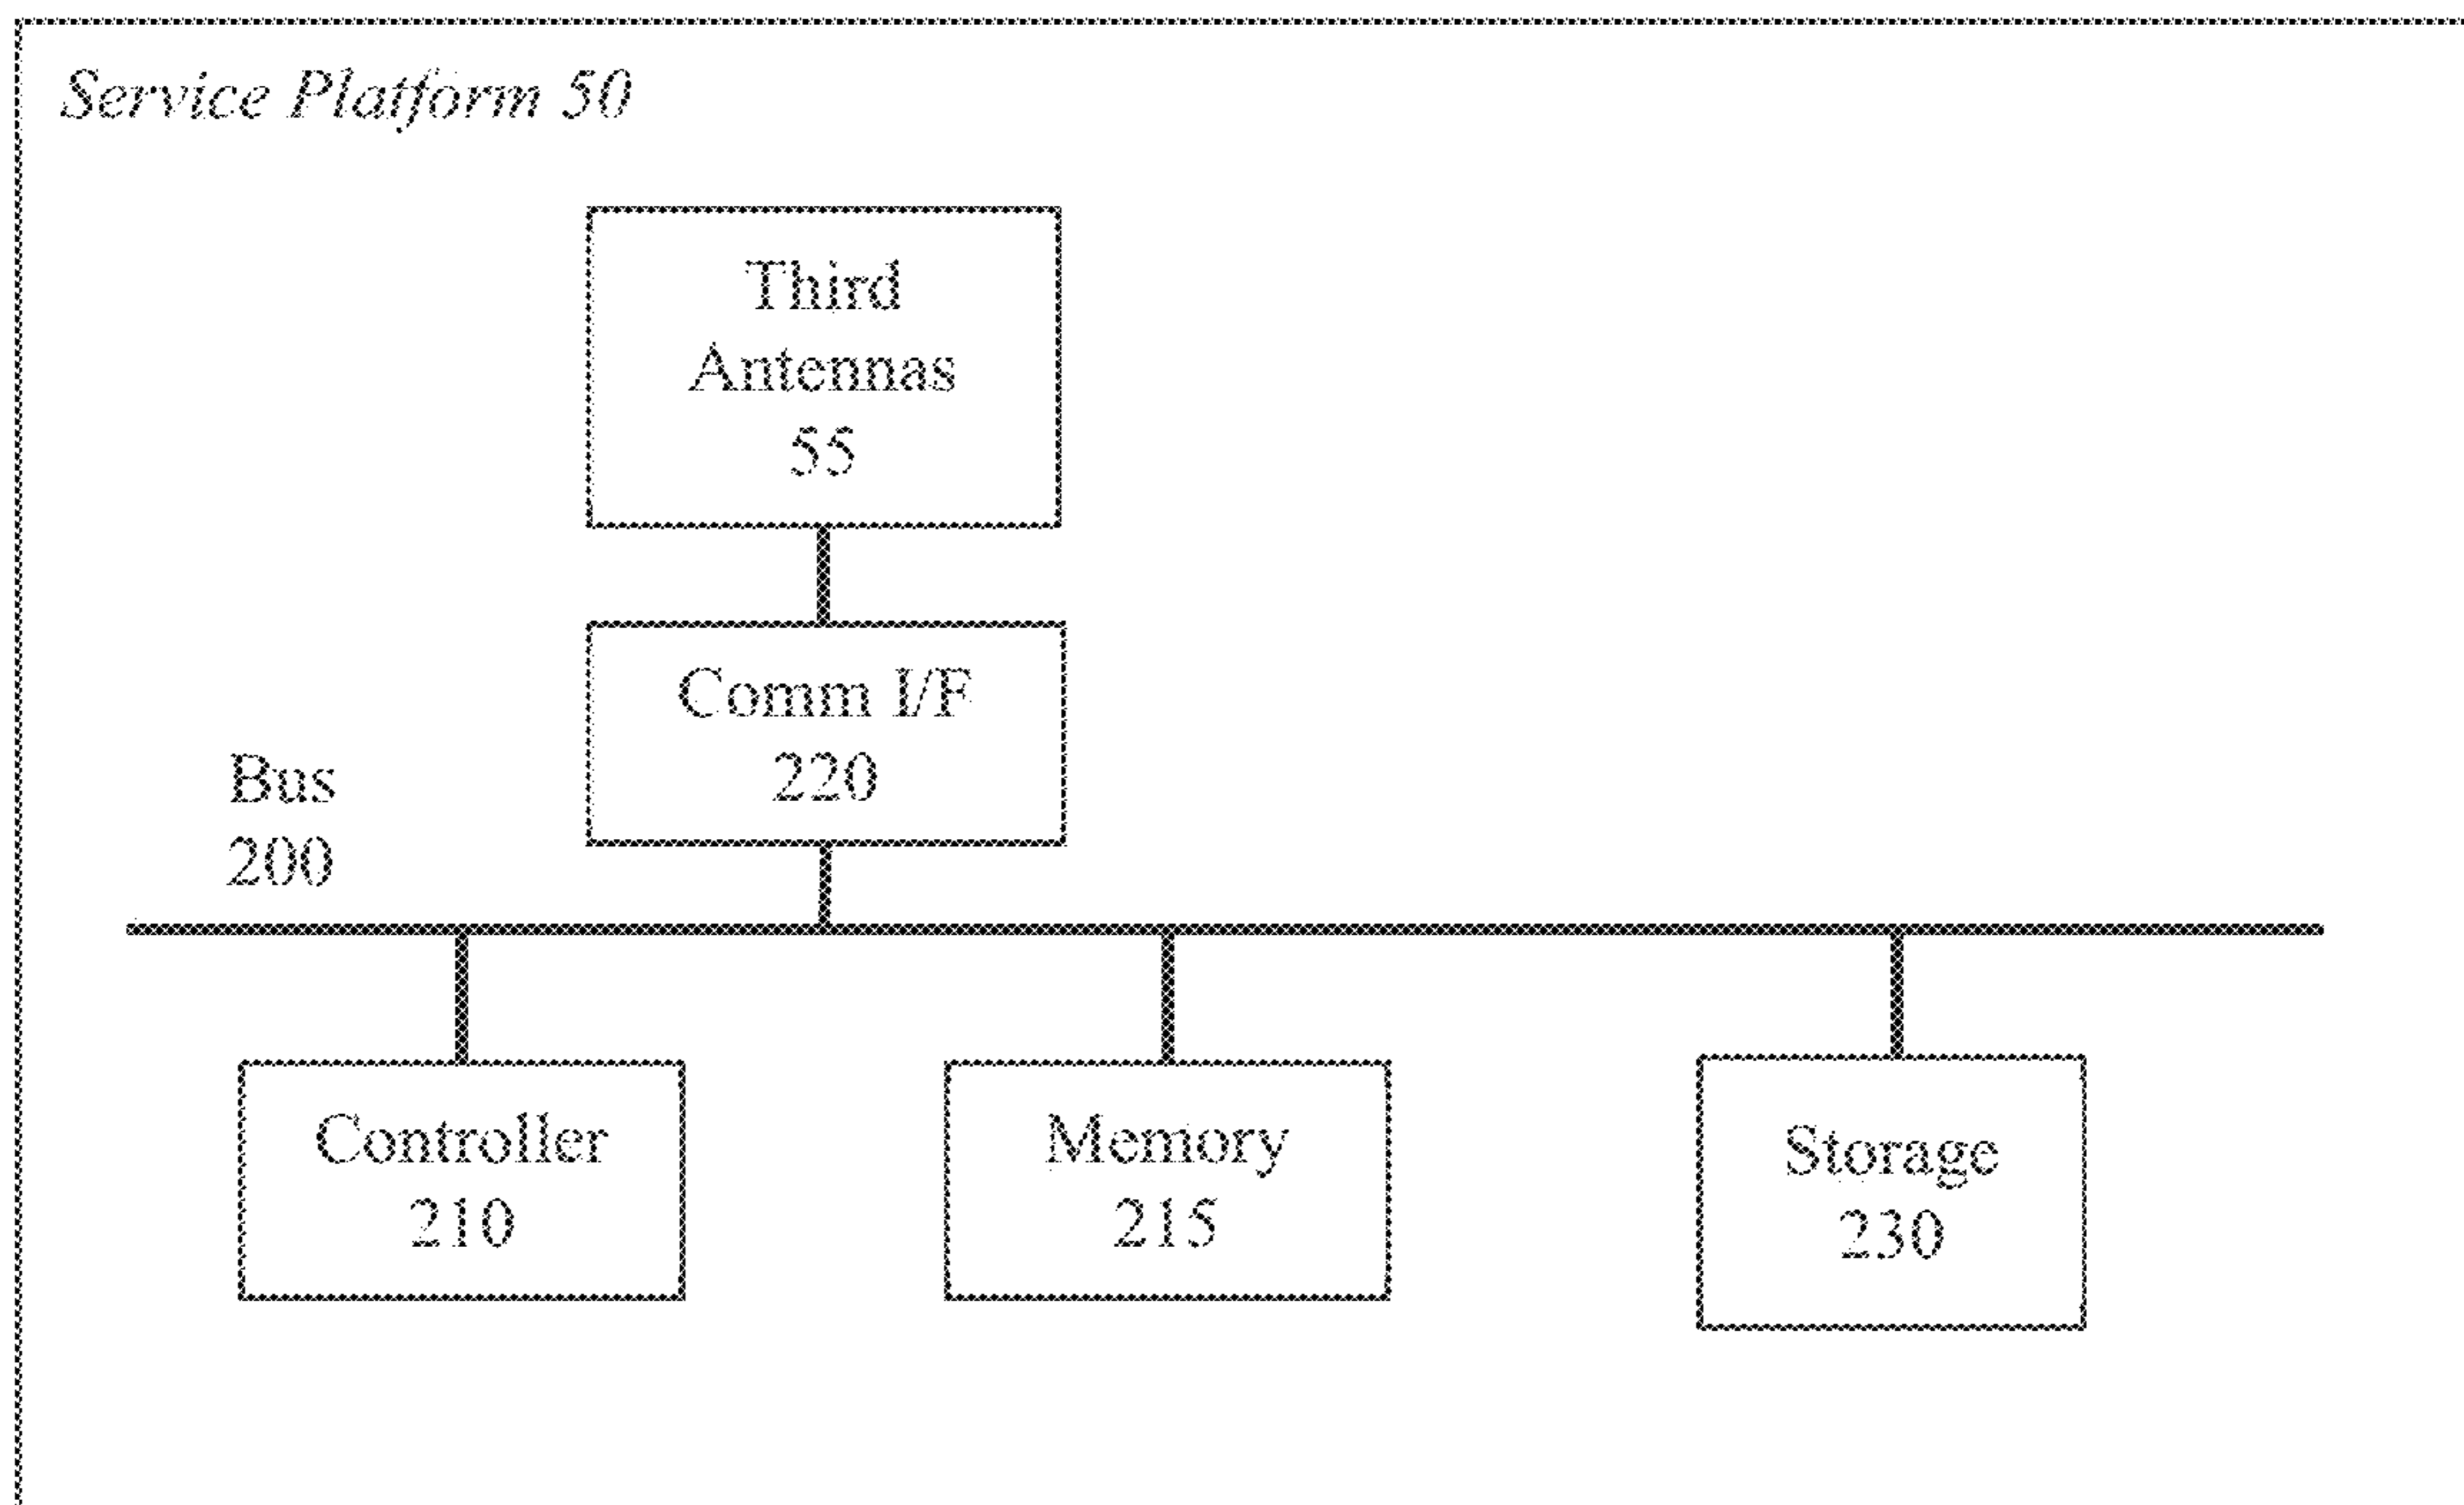 Service Platform 50
Third
Antennas
55
Comm I/F
220
Bus
200
Controller
210
Memory
215
Storage
230